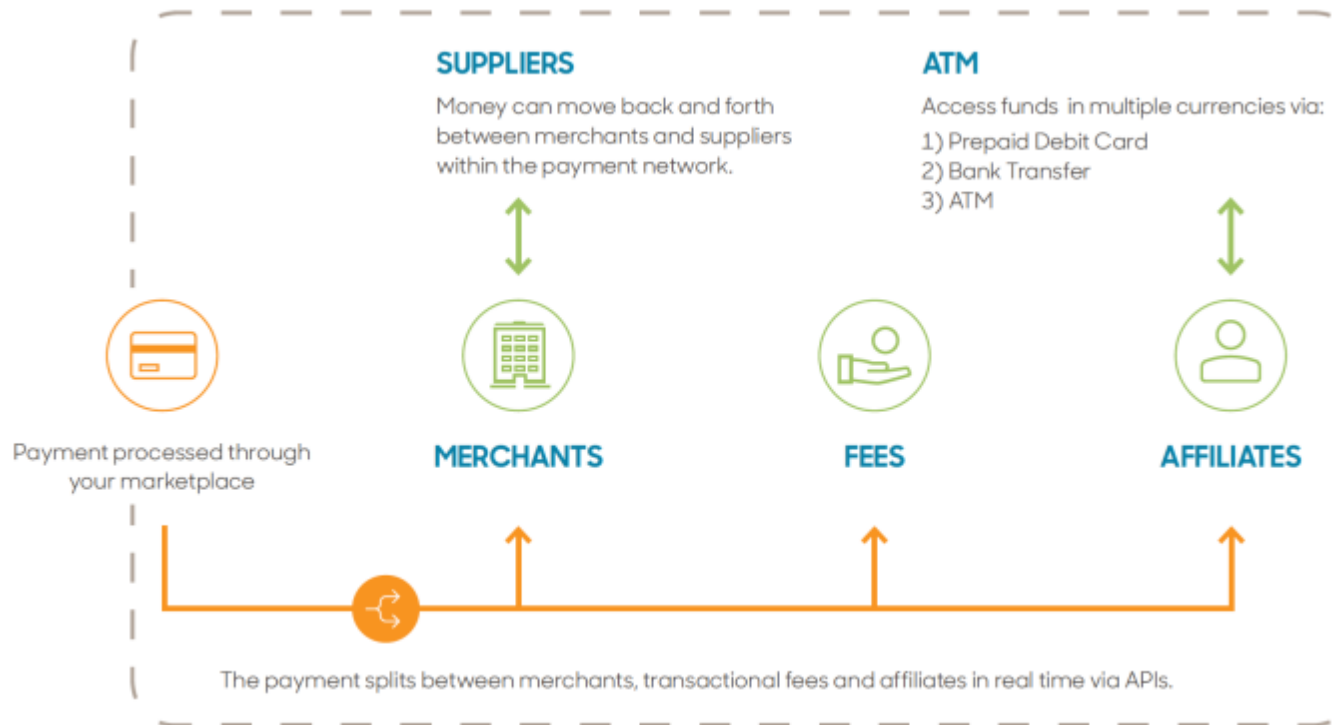 SUPPLIERS
Money can move back and forth
between merchants and suppliers
within the payment network.
ATM
Access funds in multiple currencies via:
1) Prepaid Debit Card
2) Bank Transfer
3) ATM
Payment processed through
your marketplace
MERCHANTS
FEES
AFFILIATES
The payment splits between merchants, transactional fees and affiliates in real time via APIs.